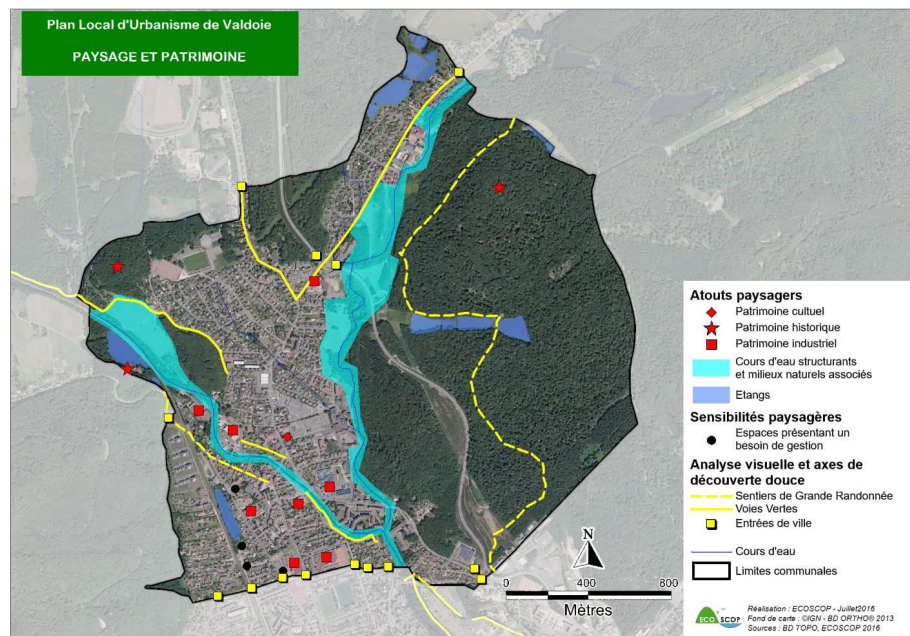 Plan Local d'Urbanisme de Valdoie
PAYSAGE ET PATRIMOINE
Atouts paysagers
Patrimoine cultuel
Patrimoine historique
Patrimoine industriel
Cours d'eau structurants
et milieux naturels associés
Etangs
Sensibilités paysagères
Espaces présentant un
besoin de gestion
Analyse visuelle et axes de
découverte douce
Sentiers de Grande Randonnée
Voies Vertes
Entrées de ville
Cours d'eau
Limites communales
N
0 400 800
Mètres
ECO SCOP
Réalisation : ECOSCOP - Juillet2016
Fond de carte : ©IGN - BD ORTHO® 2013
Sources : BD TOPO, ECOSCOP 2016